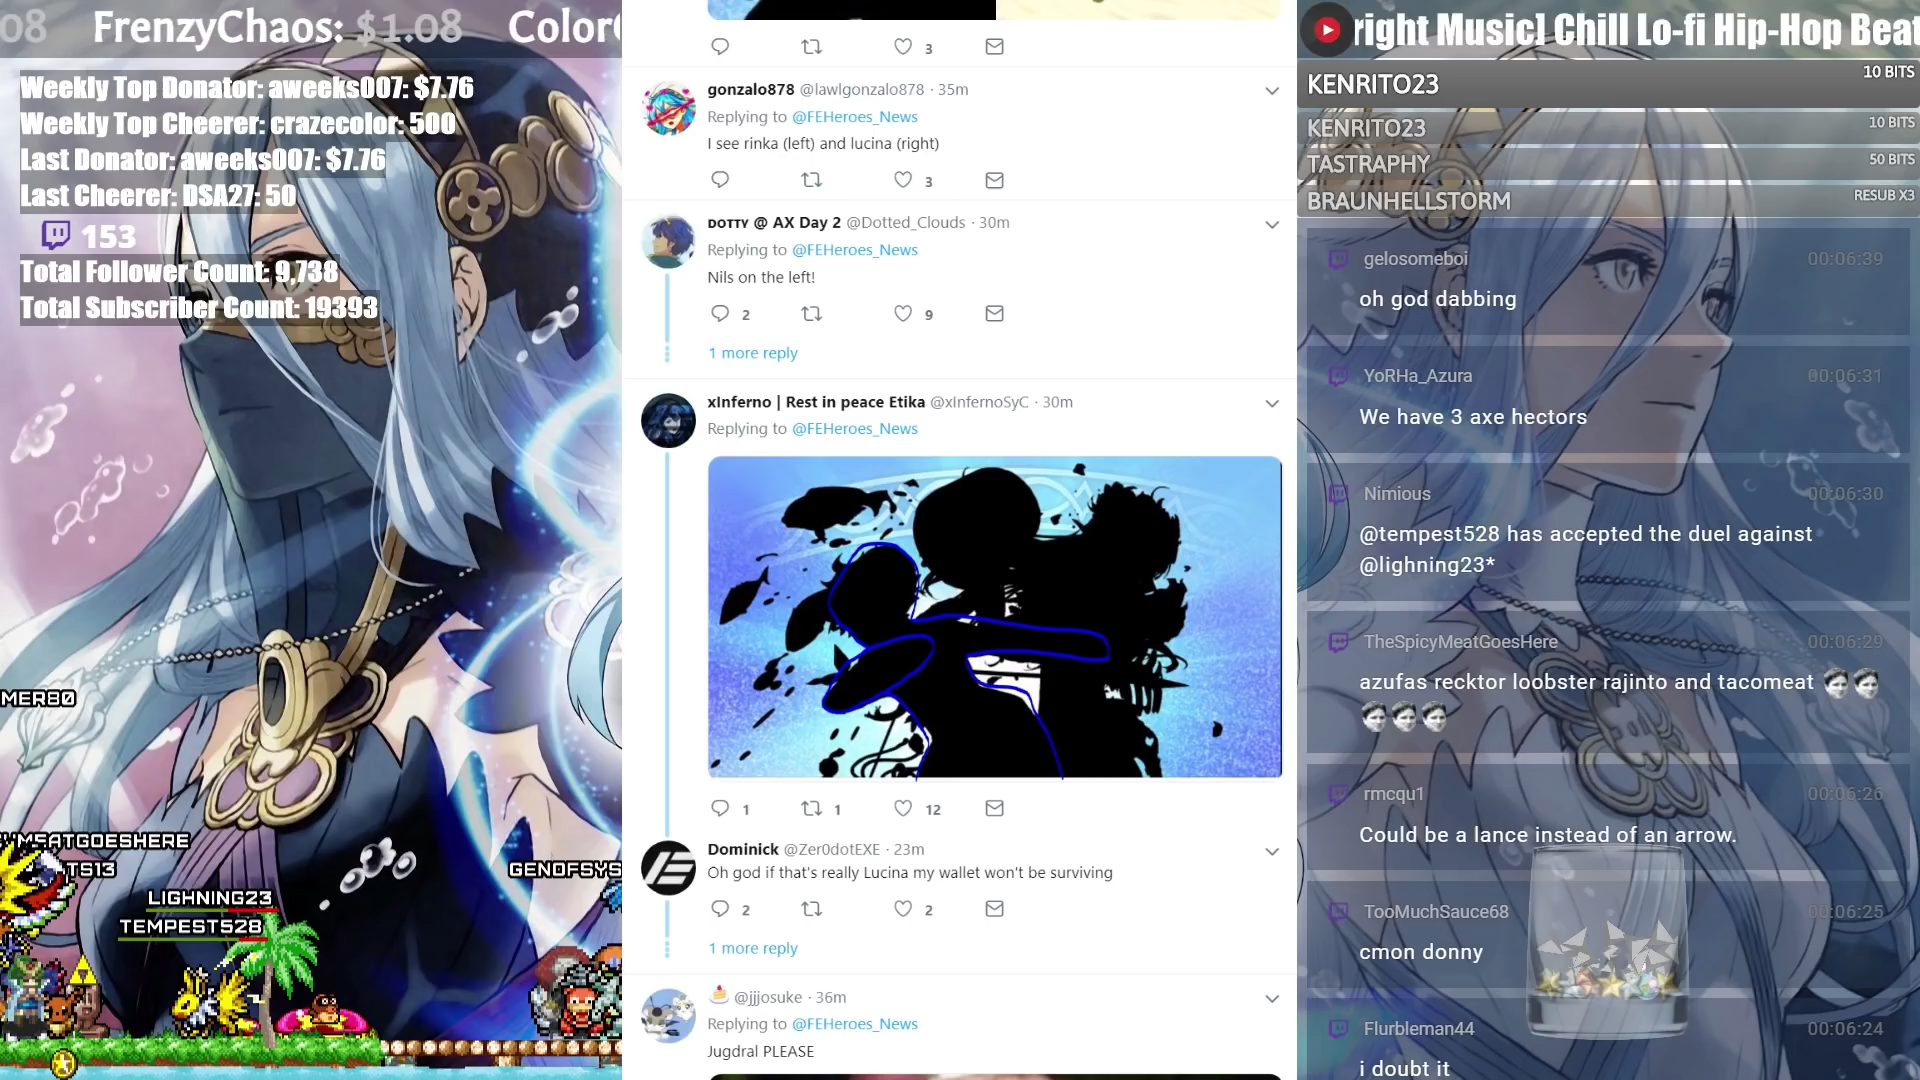 08 FrenzyChaos: $1.08 Color
Weekly Top Donator: aweeks007: $7.76
Weekly Top Cheerer: crazecolor: 500
Last Donator: aweeks007: $7.76
Last Cheerer: DSA27: 50
153
Total Follower Count: 9,738
Total Subscriber Count: 19393
MER80
YMEATGOESHERE
TS13
LIGHNING23
TEMPEST528
GENOFSYS
3
gonzalo878 @lawlgonzalo878 · 35m
Replying to @FEHeroes_News
I see rinka (left) and lucina (right)
3
DOTTY @ AX Day 2 @Dotted_Clouds · 30m
Replying to @FEHeroes_News
Nils on the left!
2 9
1 more reply
xInferno | Rest in peace Etika @xInfernoSyC · 30m
Replying to @FEHeroes_News
1 1 12
Dominick @Zer0dotEXE · 23m
Oh god if that's really Lucina my wallet won't be surviving
2 2
1 more reply
🍰 @jjjosuke · 36m
Replying to @FEHeroes_News
Jugdral PLEASE
right Music] Chill Lo-fi Hip-Hop Beat
KENRITO23 10 BITS
KENRITO23 10 BITS
TASTRAPHY 50 BITS
BRAUNHELLSTORM RESUB X3
gelosomeboi 00:06:39
oh god dabbing
YoRHa_Azura 00:06:31
We have 3 axe hectors
Nimious 00:06:30
@tempest528 has accepted the duel against
@lighning23*
TheSpicyMeatGoesHere 00:06:29
azufas recktor loobster rajinto and tacomeat
rmcqu1 00:06:26
Could be a lance instead of an arrow.
TooMuchSauce68 00:06:25
cmon donny
Flurbleman44 00:06:24
i doubt it